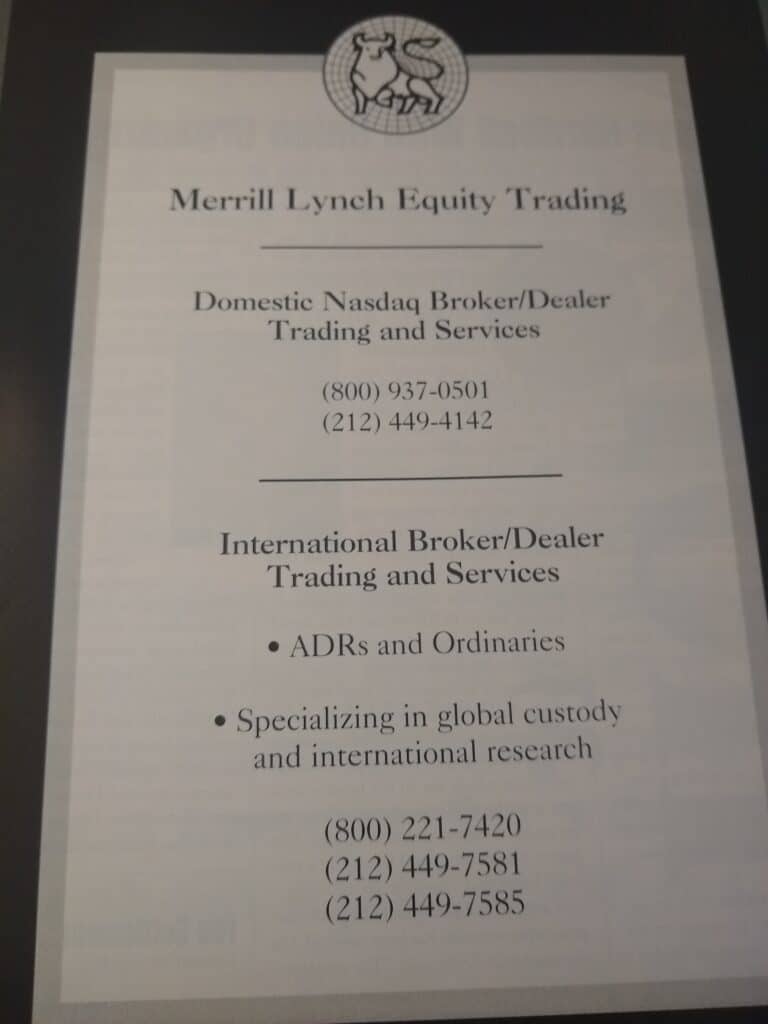 Merrill Lynch Equity Trading
Domestic Nasdaq Broker/Dealer
Trading and Services
(800) 937-0501
(212) 449-4142
International Broker/Dealer
Trading and Services
• ADRs and Ordinaries
• Specializing in global custody
and international research
(800) 221-7420
(212) 449-7581
(212) 449-7585